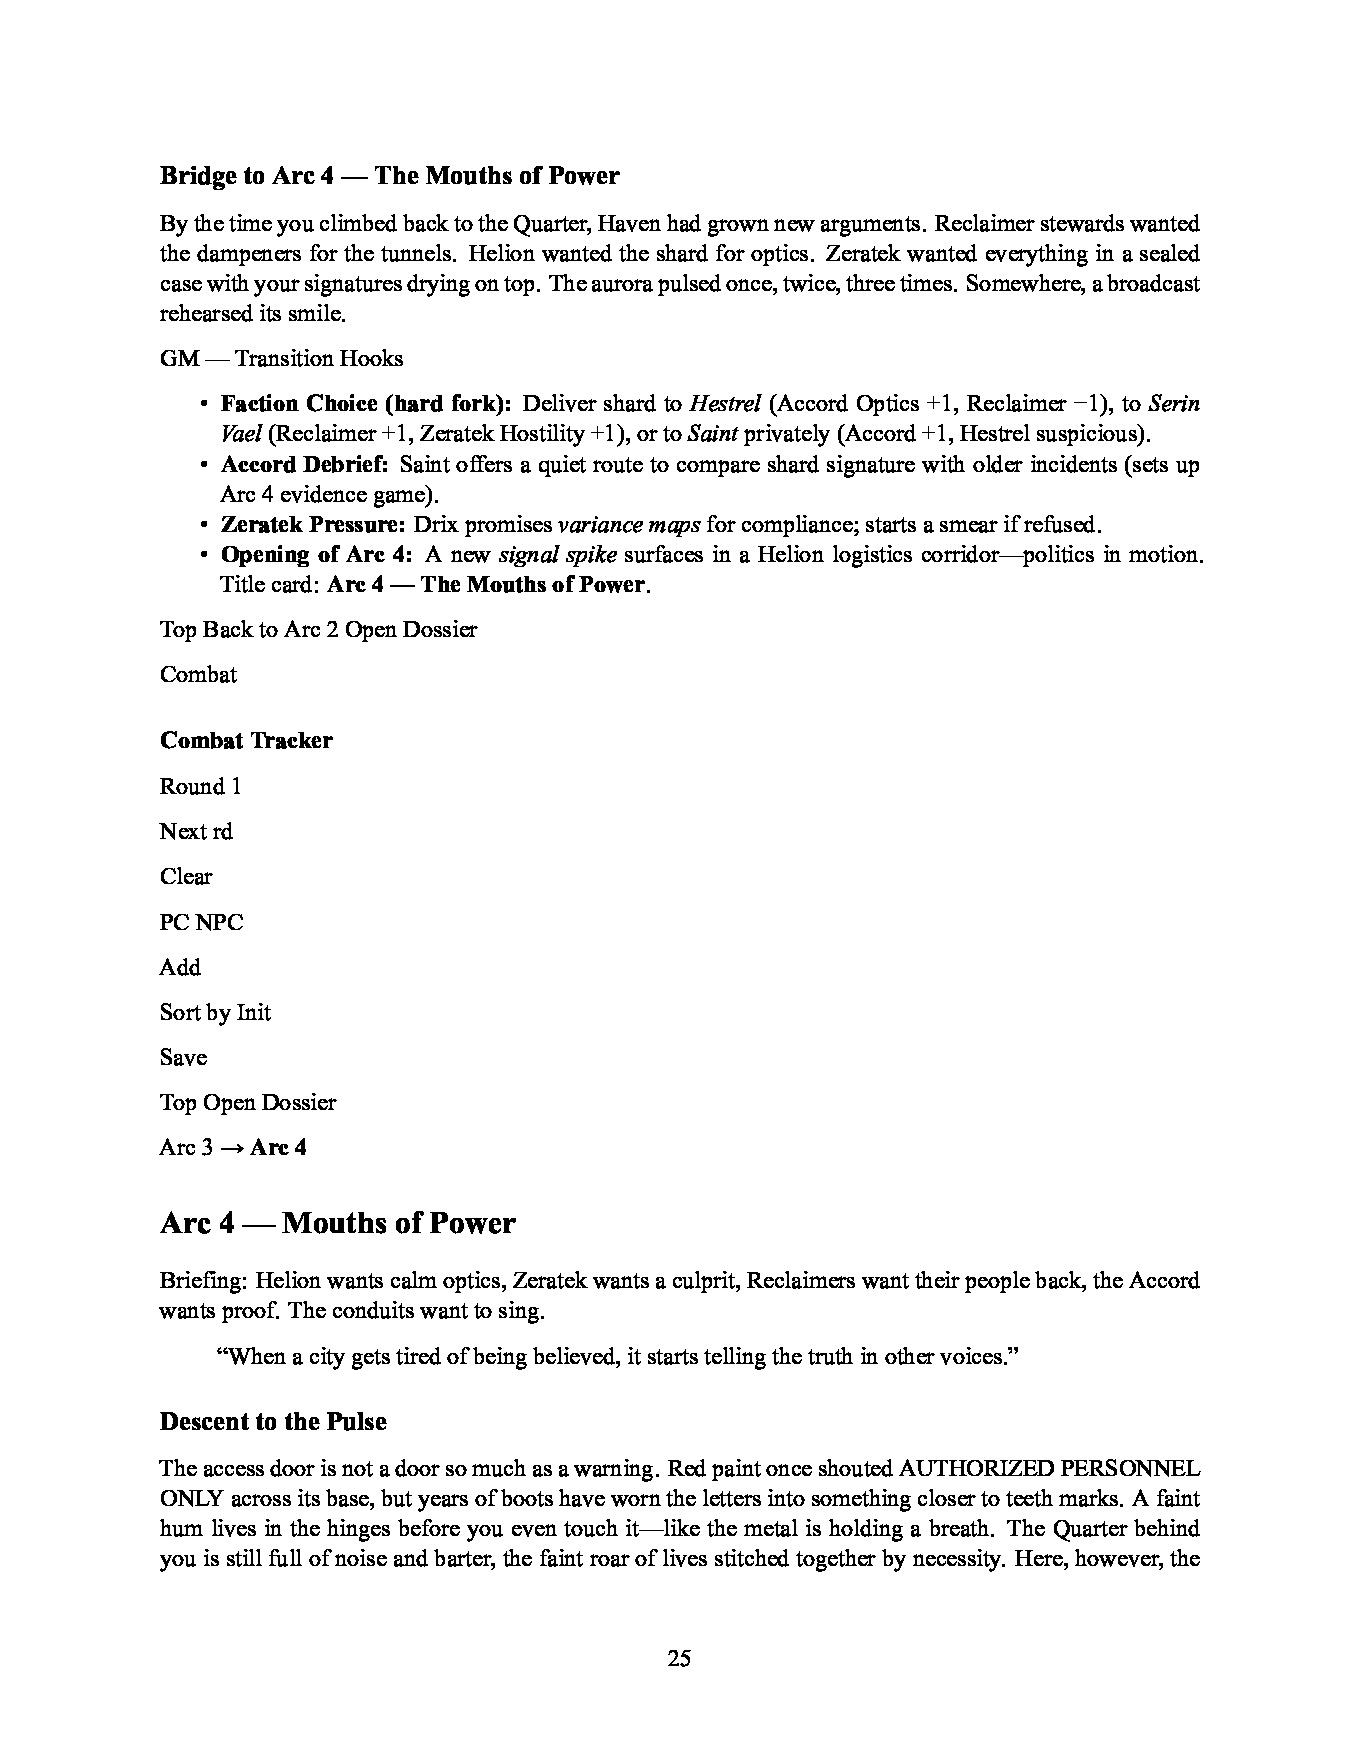 Bridge to Arc 4 — The Mouths of Power
By the time you climbed back to the Quarter, Haven had grown new arguments. Reclaimer stewards wanted
the dampeners for the tunnels. Helion wanted the shard for optics. Zeratek wanted everything in a sealed
case with your signatures drying on top. The aurora pulsed once, twice, three times. Somewhere, a broadcast
rehearsed its smile.
GM — Transition Hooks
• Faction Choice (hard fork): Deliver shard to Hestrel (Accord Optics +1, Reclaimer −1), to Serin
Vael (Reclaimer +1, Zeratek Hostility +1), or to Saint privately (Accord +1, Hestrel suspicious).
• Accord Debrief: Saint offers a quiet route to compare shard signature with older incidents (sets up
Arc 4 evidence game).
• Zeratek Pressure: Drix promises variance maps for compliance; starts a smear if refused.
• Opening of Arc 4: A new signal spike surfaces in a Helion logistics corridor—politics in motion.
Title card: Arc 4 — The Mouths of Power.
Top Back to Arc 2 Open Dossier
Combat
Combat Tracker
Round 1
Next rd
Clear
PC NPC
Add
Sort by Init
Save
Top Open Dossier
Arc 3 → Arc 4
Arc 4 — Mouths of Power
Briefing: Helion wants calm optics, Zeratek wants a culprit, Reclaimers want their people back, the Accord
wants proof. The conduits want to sing.
“When a city gets tired of being believed, it starts telling the truth in other voices.”
Descent to the Pulse
The access door is not a door so much as a warning. Red paint once shouted AUTHORIZED PERSONNEL
ONLY across its base, but years of boots have worn the letters into something closer to teeth marks. A faint
hum lives in the hinges before you even touch it—like the metal is holding a breath. The Quarter behind
you is still full of noise and barter, the faint roar of lives stitched together by necessity. Here, however, the
25